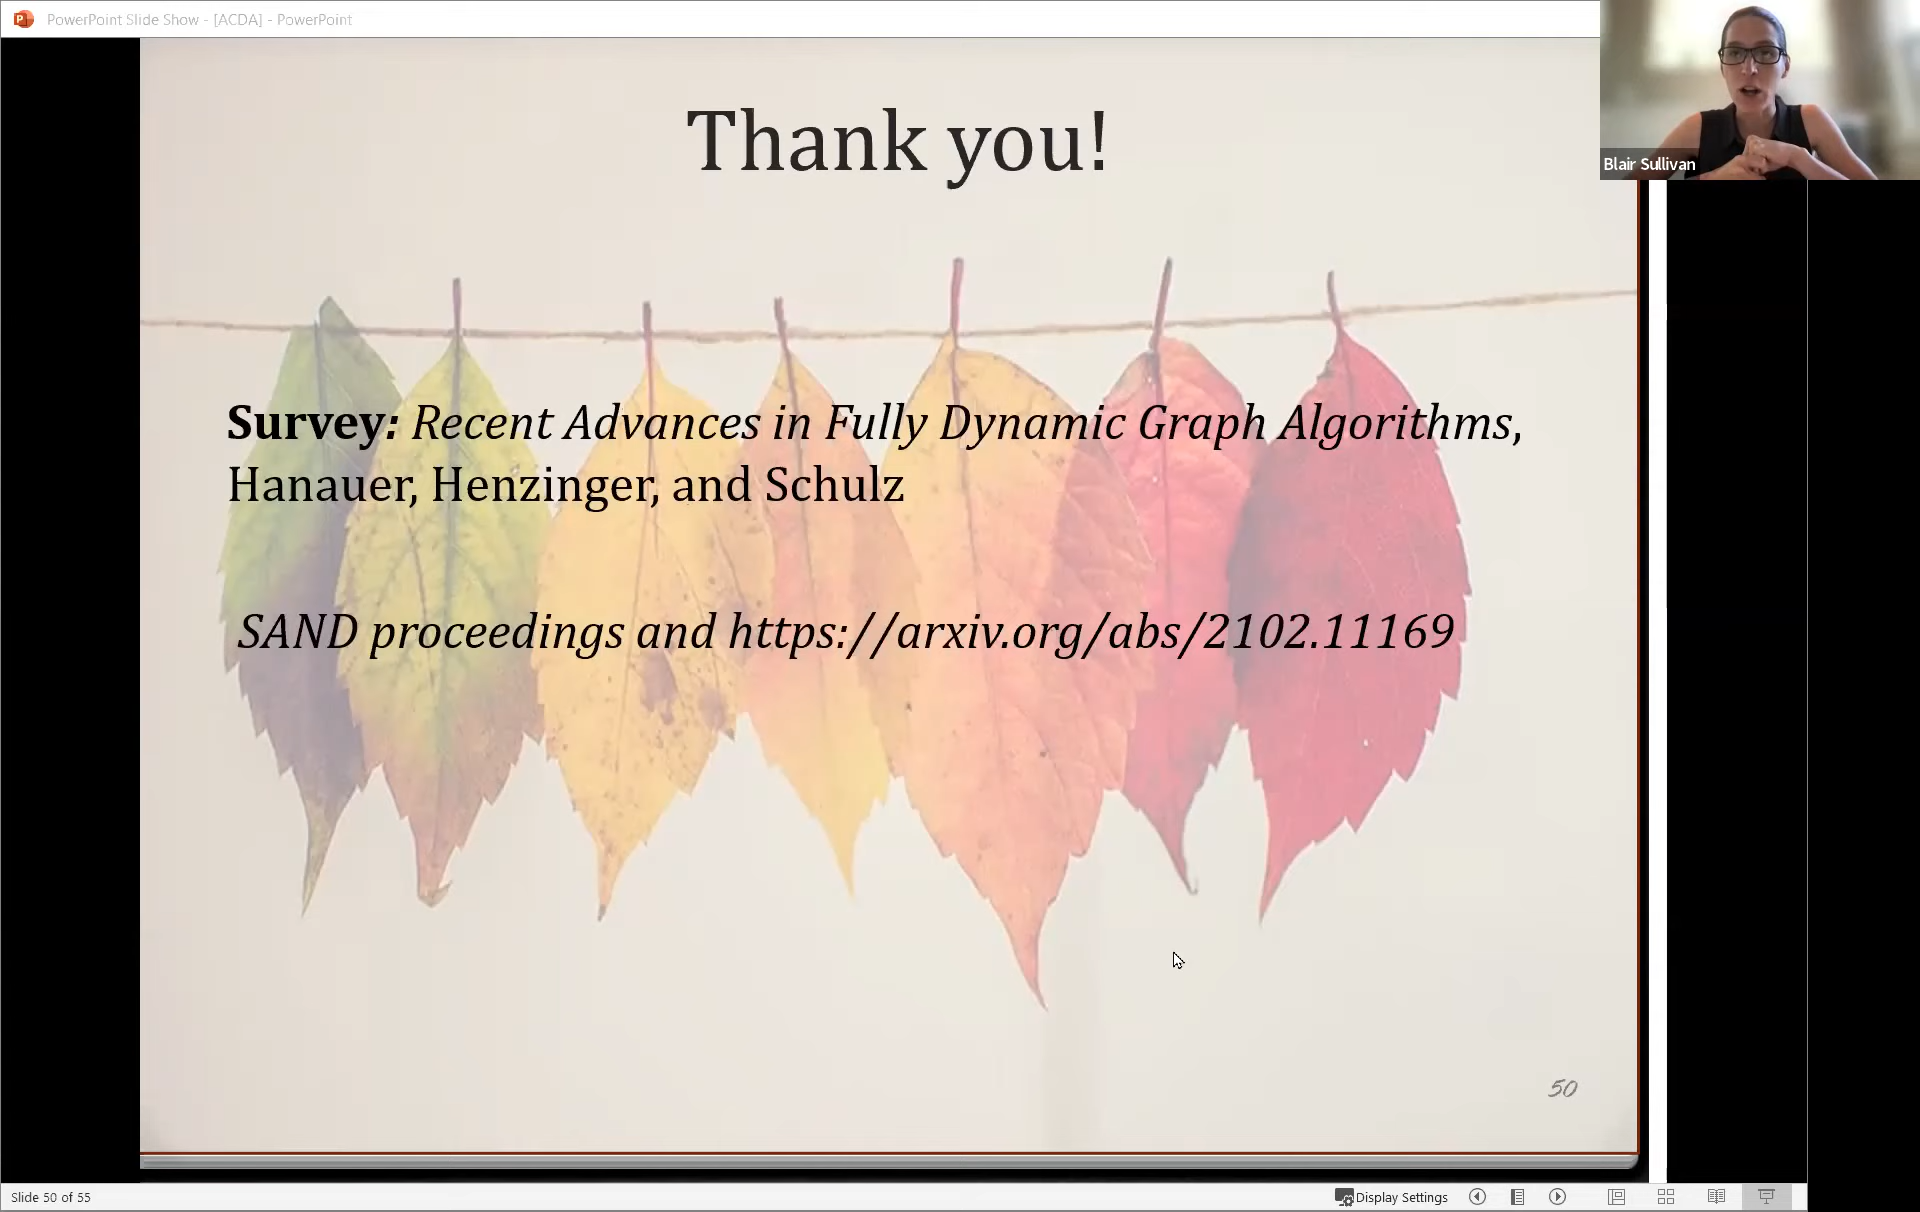 PowerPoint Slide Show - [ACDA] - PowerPoint
Blair Sullivan
Thank you!
Survey: Recent Advances in Fully Dynamic Graph Algorithms,
Hanauer, Henzinger, and Schulz
SAND proceedings and https://arxiv.org/abs/2102.11169
50
Slide 50 of 55
Display Settings